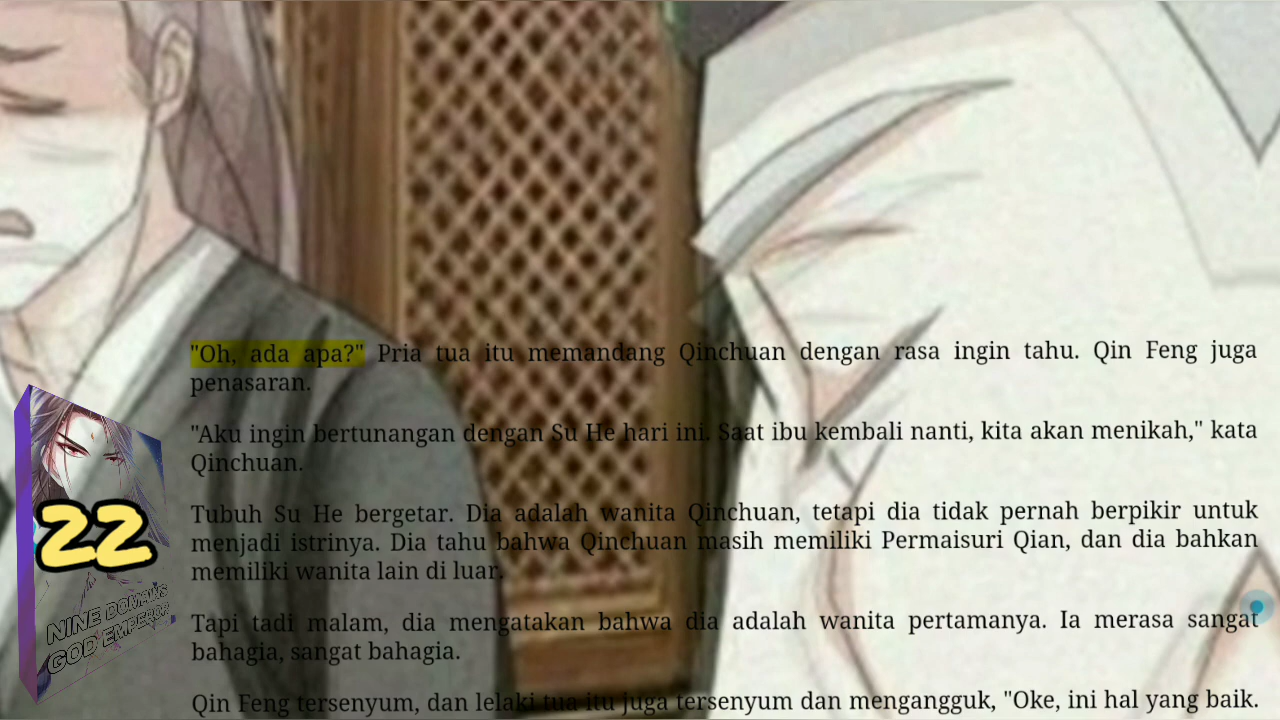 "Oh, ada apa?" Pria tua itu memandang Qinchuan dengan rasa ingin tahu. Qin Feng juga
penasaran.
"Aku ingin bertunangan dengan Su He hari ini. Saat ibu kembali nanti, kita akan menikah," kata
Qinchuan.
Tubuh Su He bergetar. Dia adalah wanita Qinchuan, tetapi dia tidak pernah berpikir untuk
menjadi istrinya. Dia tahu bahwa Qinchuan masih memiliki Permaisuri Qian, dan dia bahkan
memiliki wanita lain di luar.
Tapi tadi malam, dia mengatakan bahwa dia adalah wanita pertamanya. Ia merasa sangat
bahagia, sangat bahagia.
Qin Feng tersenyum, dan lelaki tua itu juga tersenyum dan mengangguk, "Oke, ini hal yang baik.
22
NINE DOMAINS
GOD EMPEROR